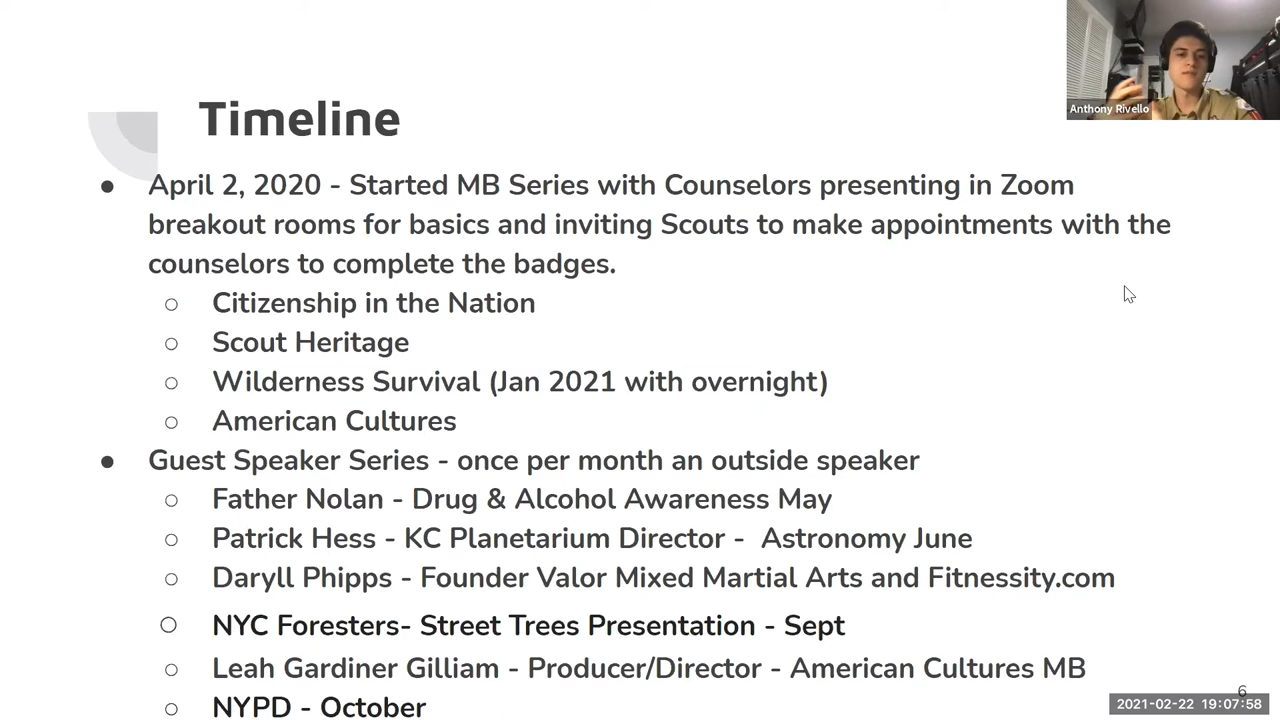 Anthony Rivello
Timeline
● April 2, 2020 - Started MB Series with Counselors presenting in Zoom
breakout rooms for basics and inviting Scouts to make appointments with the
counselors to complete the badges.
○ Citizenship in the Nation
○ Scout Heritage
○ Wilderness Survival (Jan 2021 with overnight)
○ American Cultures
● Guest Speaker Series - once per month an outside speaker
○ Father Nolan - Drug & Alcohol Awareness May
○ Patrick Hess - KC Planetarium Director - Astronomy June
○ Daryll Phipps - Founder Valor Mixed Martial Arts and Fitnessity.com
○ NYC Foresters- Street Trees Presentation - Sept
○ Leah Gardiner Gilliam - Producer/Director - American Cultures MB
○ NYPD - October
6
2021-02-22 19:07:58